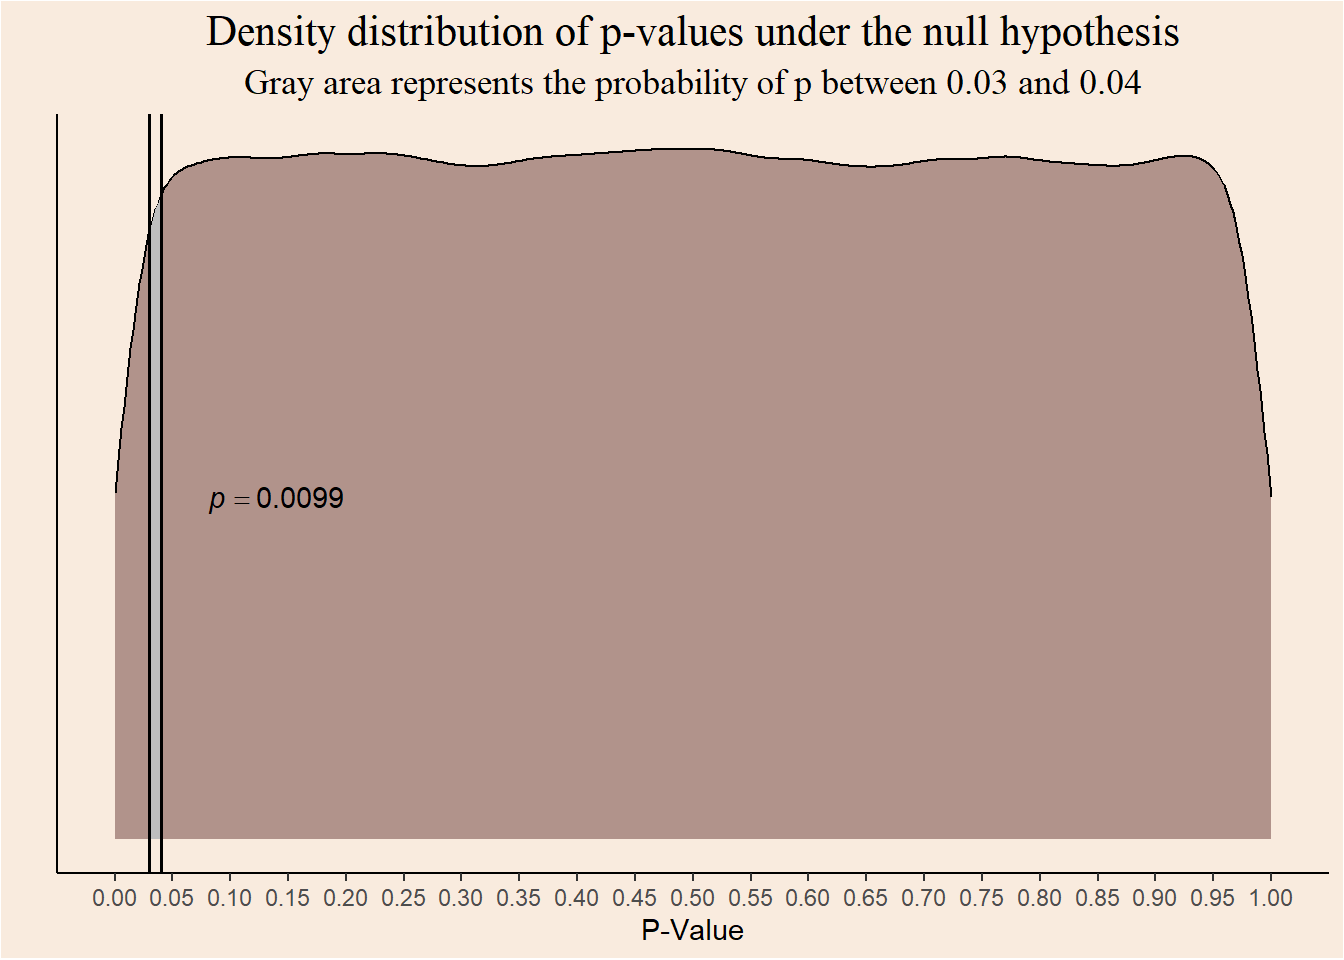 Density distribution of p-values under the null hypothesis
Gray area represents the probability of p between 0.03 and 0.04
p = 0.0099
0.00 0.05 0.10 0.15 0.20 0.25 0.30 0.35 0.40 0.45 0.50 0.55 0.60 0.65 0.70 0.75 0.80 0.85 0.90 0.95 1.00
P-Value